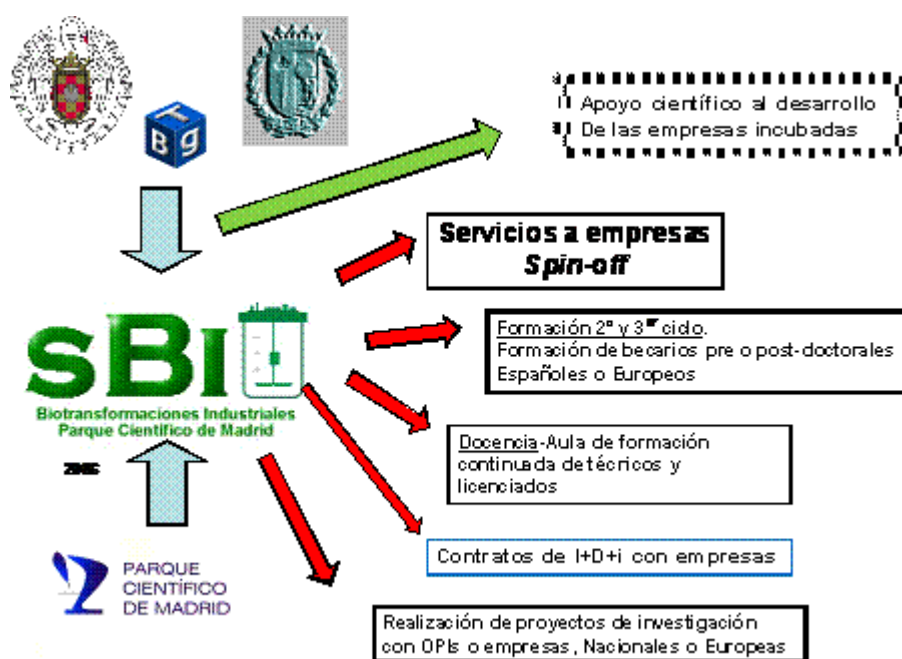 T
B g
Apoyo científico al desarrollo
De las empresas incubadas
Servicios a empresas
Spin-off
Formación 2º y 3er ciclo.
Formación de becarios pre o post-doctorales
Españoles o Europeos
SBI
Biotransformaciones Industriales
Parque Científico de Madrid
Docencia-Aula de formación
continuada de técnicos y
licenciados
PARQUE
CIENTÍFICO
DE MADRID
Contratos de I+D+i con empresas
Realización de proyectos de investigación
con OPIs o empresas, Nacionales o Europeas